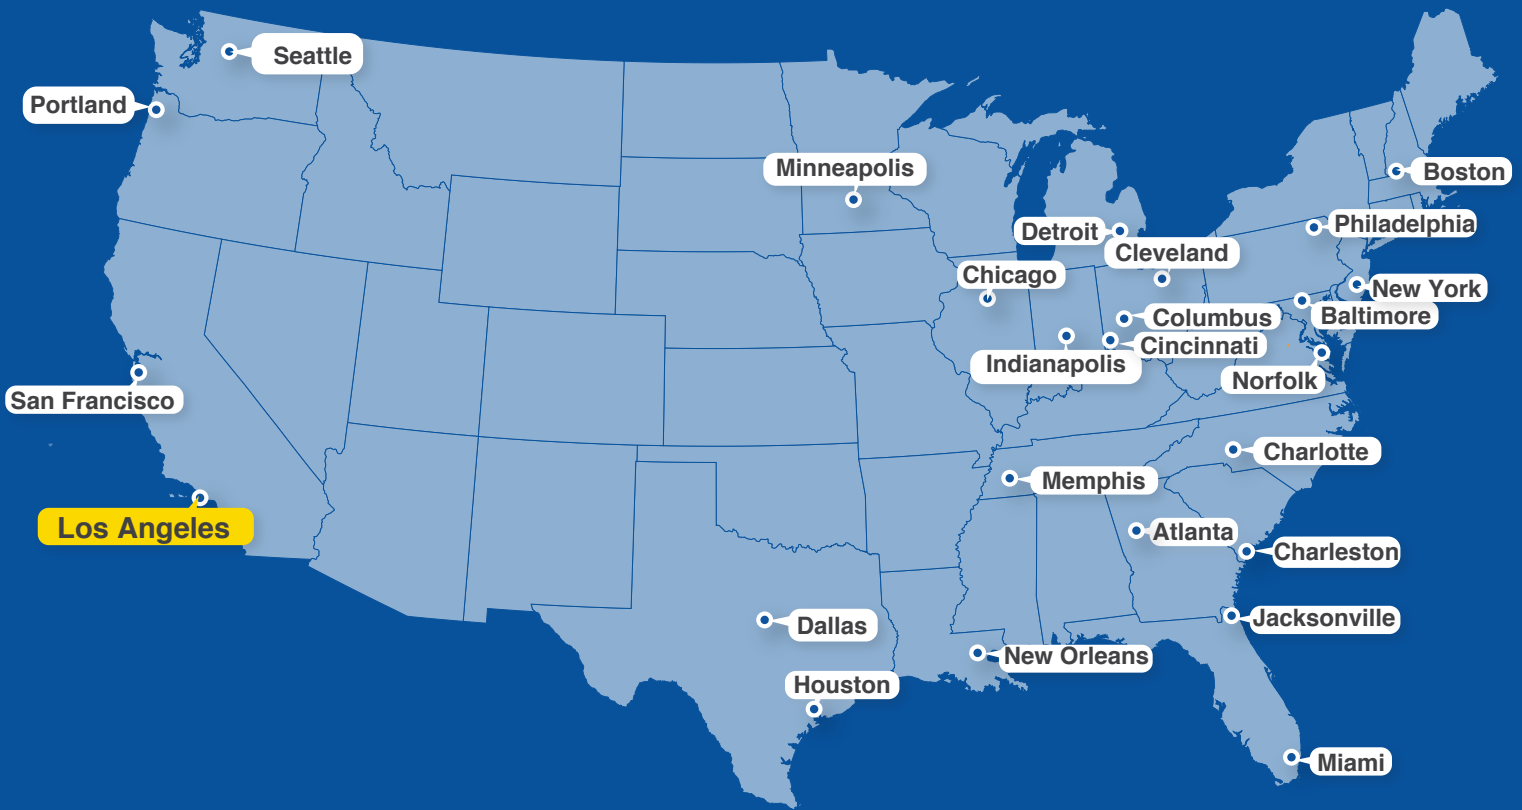 Seattle
Portland
Minneapolis
Boston
Philadelphia
Detroit
Cleveland
Chicago
New York
Columbus
Baltimore
Cincinnati
Indianapolis
Norfolk
San Francisco
Charlotte
Memphis
Los Angeles
Atlanta
Charleston
Jacksonville
Dallas
New Orleans
Houston
Miami